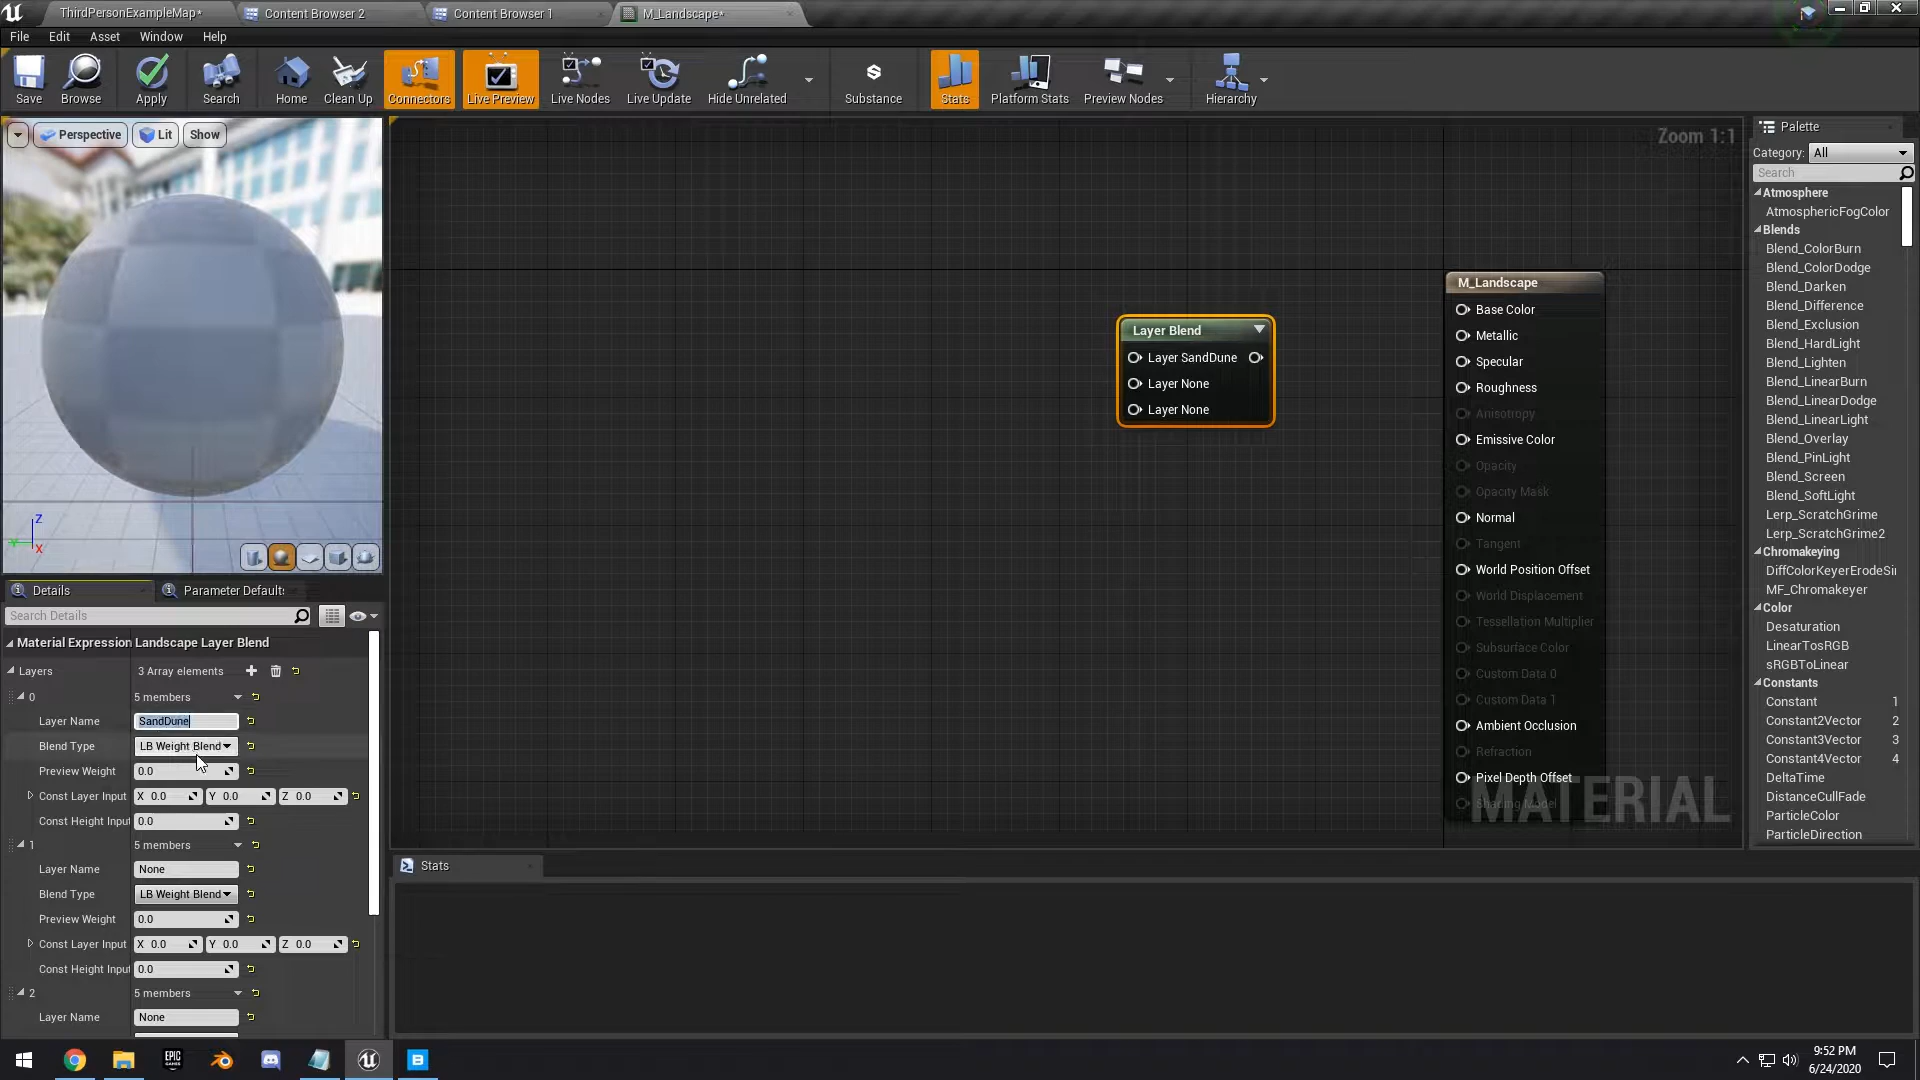 ThirdPersonExampleMap*
Content Browser 2
Content Browser 1
M_Landscape*
File Edit Asset Window Help
Save
Browse
Apply
Search
Home
Clean Up
Connectors
Live Preview
Live Nodes
Live Update
Hide Unrelated
Substance
Stats
Platform Stats
Preview Nodes
Hierarchy
Perspective
Lit
Show
Zoom 1:1
Layer Blend
Layer SandDune
Layer None
Layer None
M_Landscape
Base Color
Metallic
Specular
Roughness
Anisotropy
Emissive Color
Opacity
Opacity Mask
Normal
Tangent
World Position Offset
World Displacement
Tessellation Multiplier
Subsurface Color
Custom Data 0
Custom Data 1
Ambient Occlusion
Refraction
Pixel Depth Offset
Shading Model
MATERIAL
Palette
Category: All
Search
Atmosphere
AtmosphericFogColor
Blends
Blend_ColorBurn
Blend_ColorDodge
Blend_Darken
Blend_Difference
Blend_Exclusion
Blend_HardLight
Blend_Lighten
Blend_LinearBurn
Blend_LinearDodge
Blend_LinearLight
Blend_Overlay
Blend_PinLight
Blend_Screen
Blend_SoftLight
Lerp_ScratchGrime
Lerp_ScratchGrime2
Chromakeying
DiffColorKeyerErodeSi
MF_Chromakeyer
Color
Desaturation
LinearTosRGB
sRGBToLinear
Constants
Constant 1
Constant2Vector 2
Constant3Vector 3
Constant4Vector 4
DeltaTime
DistanceCullFade
ParticleColor
ParticleDirection
Z
Y
X
Details
Parameter Default
Search Details
Material Expression Landscape Layer Blend
Layers 3 Array elements
0 5 members
Layer Name SandDune
Blend Type LB Weight Blend
Preview Weight 0.0
Const Layer Input X 0.0 Y 0.0 Z 0.0
Const Height Input 0.0
1 5 members
Layer Name None
Blend Type LB Weight Blend
Preview Weight 0.0
Const Layer Input X 0.0 Y 0.0 Z 0.0
Const Height Input 0.0
2 5 members
Layer Name None
Stats
EPIC GAMES
B
9:52 PM
6/24/2020